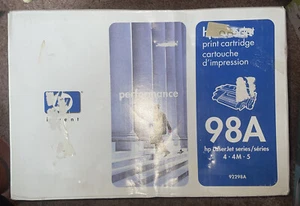 print cartridge
cartouche
d'impression
hp
invent
performance
98A
hp LaserJet series/séries
4 · 4M · 5
92298A